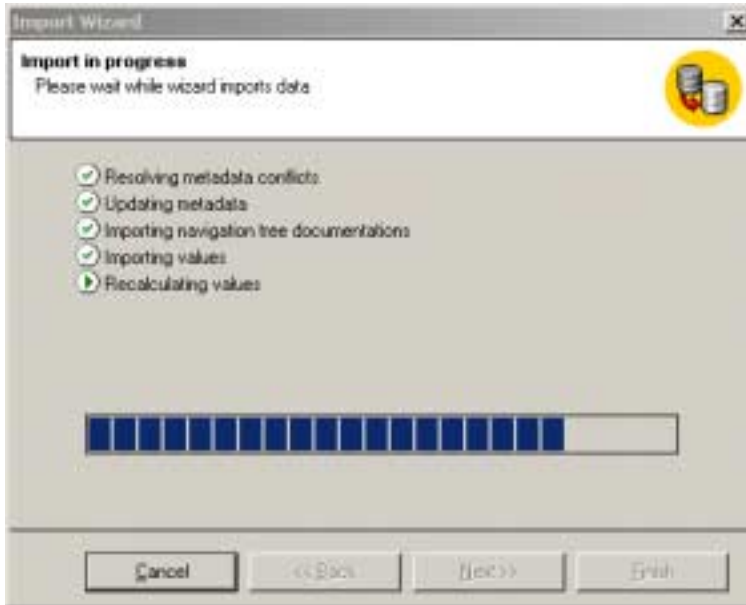 Import Wizard
Import in progress
Please wait while wizard imports data
Resolving metadata conflicts
Updating metadata
Importing navigation tree documentations
Importing values
Recalculating values
Cancel
<< Back
Next >>
Finish